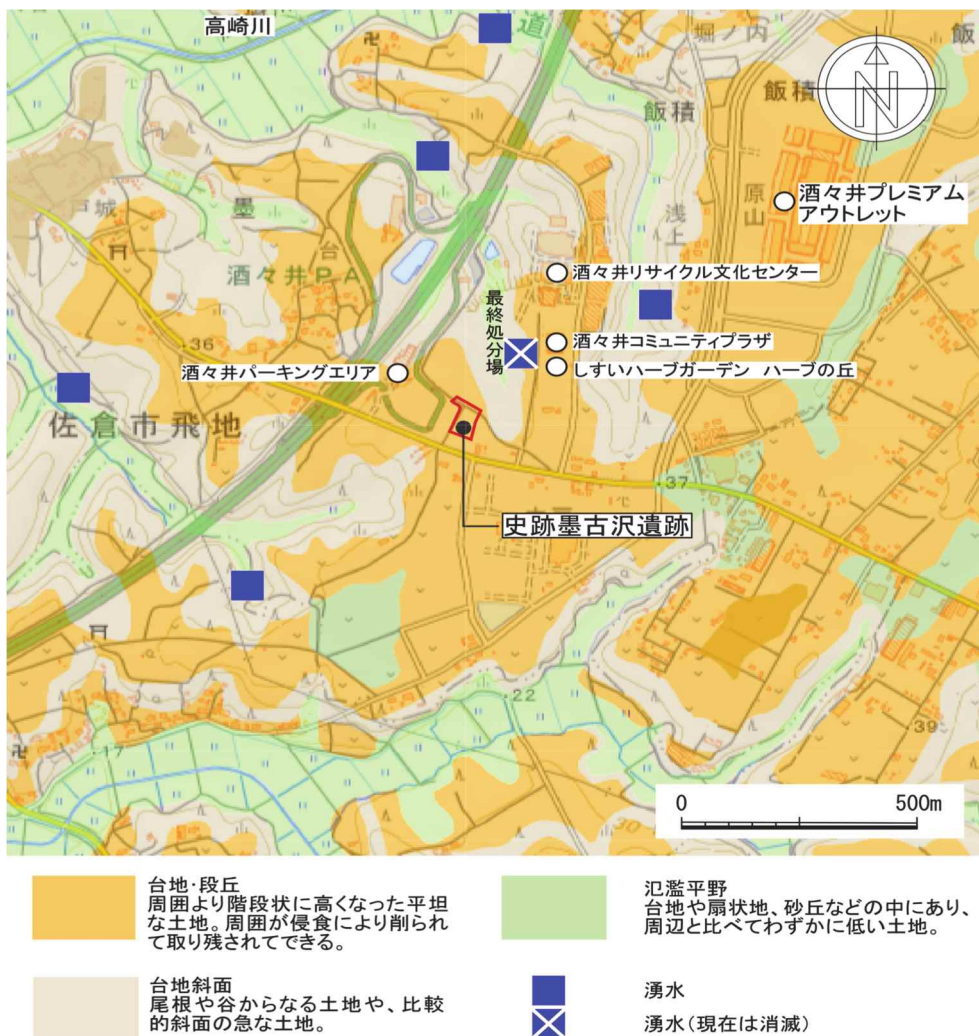 高崎川
道
堀ノ内
飯
飯積
飯積
原山
浅上
酒々井プレミアム
アウトレット
戸城
墨
台
酒々井PA
酒々井リサイクル文化センター
最終処分場
酒々井コミュニティプラザ
しすいハーブガーデン ハーブの丘
36
酒々井パーキングエリア
佐倉市飛地
37
史跡墨古沢遺跡
22
17
39
30
0 500m
台地・段丘
周囲より階段状に高くなった平坦
な土地。周囲が侵食により削られ
て取り残されてできる。
氾濫平野
台地や扇状地、砂丘などの中にあり、
周辺と比べてわずかに低い土地。
台地斜面
尾根や谷からなる土地や、比較
的斜面の急な土地。
湧水
湧水(現在は消滅)